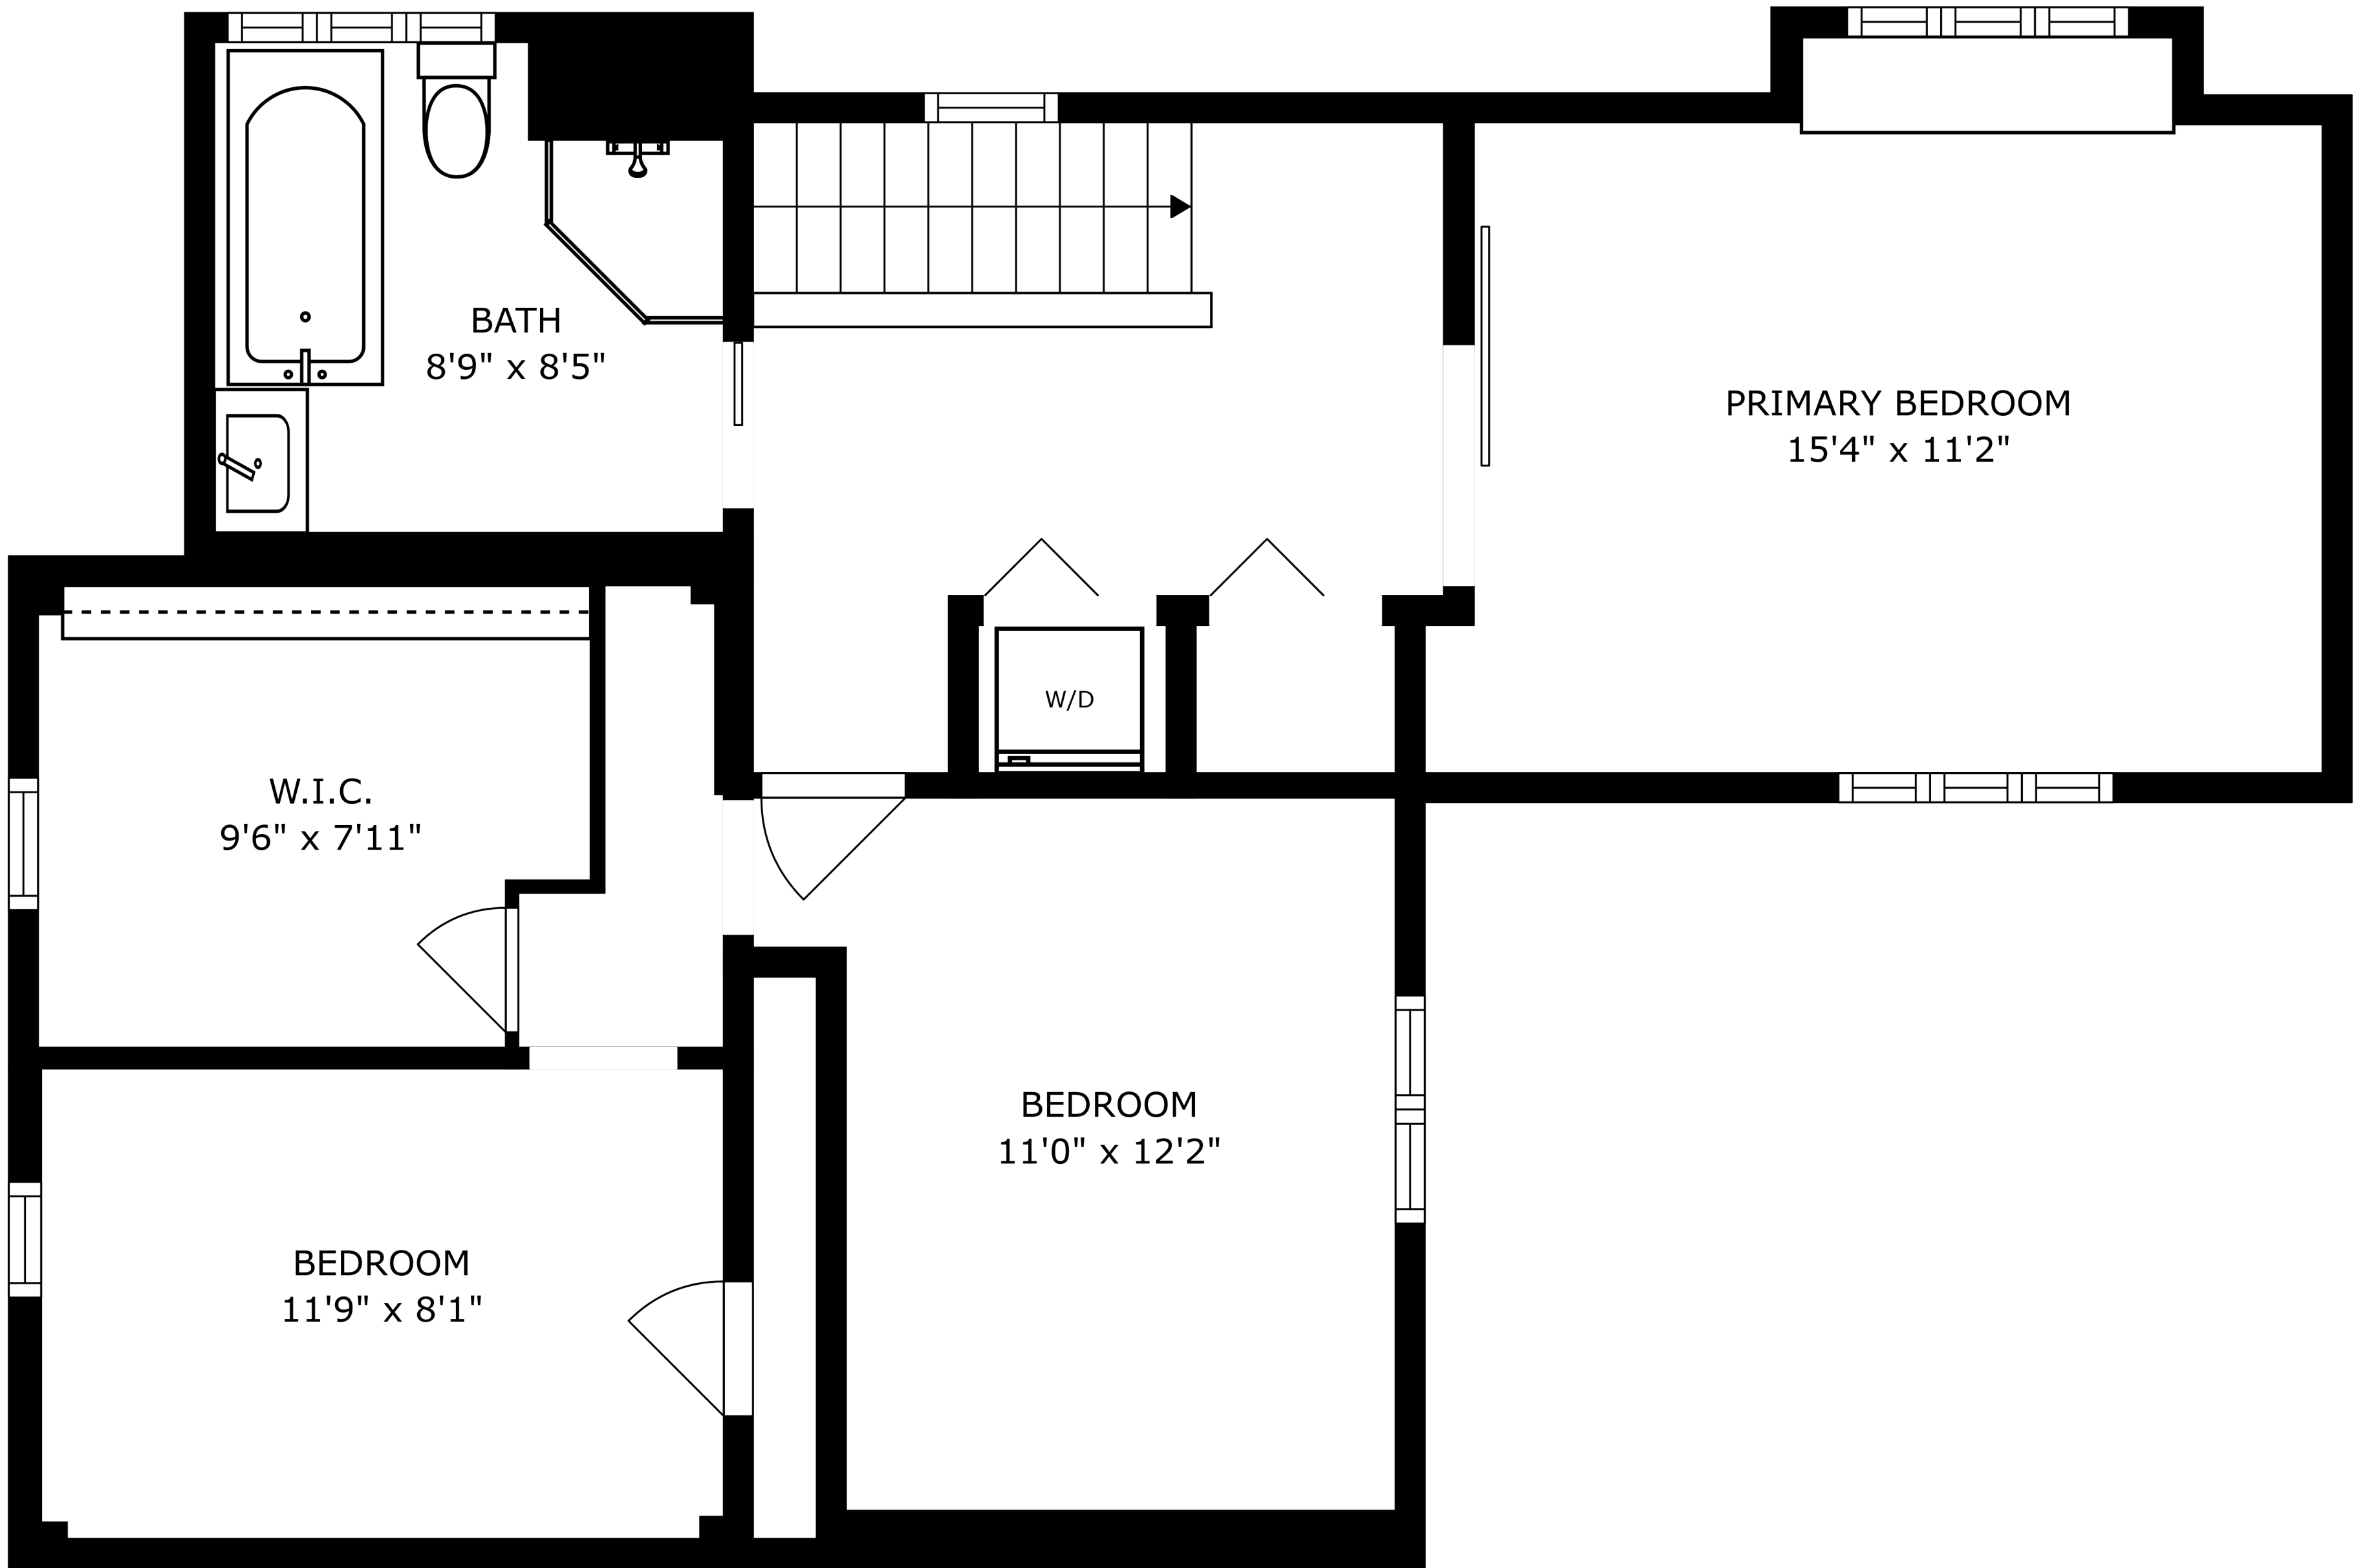 BATH
8'9" x 8'5"
PRIMARY BEDROOM
15'4" x 11'2"
W/D
W.I.C.
9'6" x 7'11"
BEDROOM
11'0" x 12'2"
BEDROOM
11'9" x 8'1"